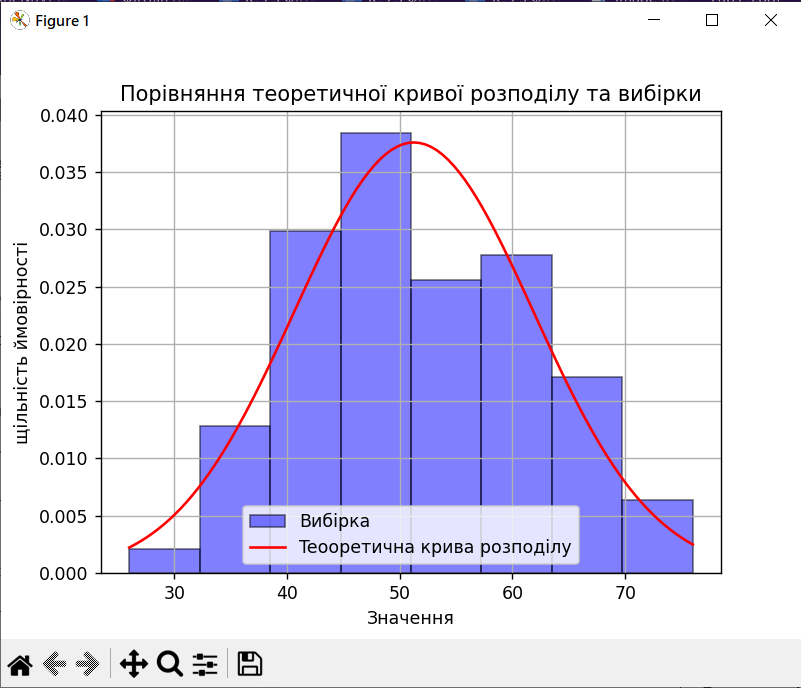 Figure 1
Порівняння теоретичної кривої розподілу та вибірки
0.040
0.035
0.030
0.025
0.020
0.015
0.010
0.005
0.000
щільність ймовірності
Вибірка
Теооретична крива розподілу
30 40 50 60 70
Значення